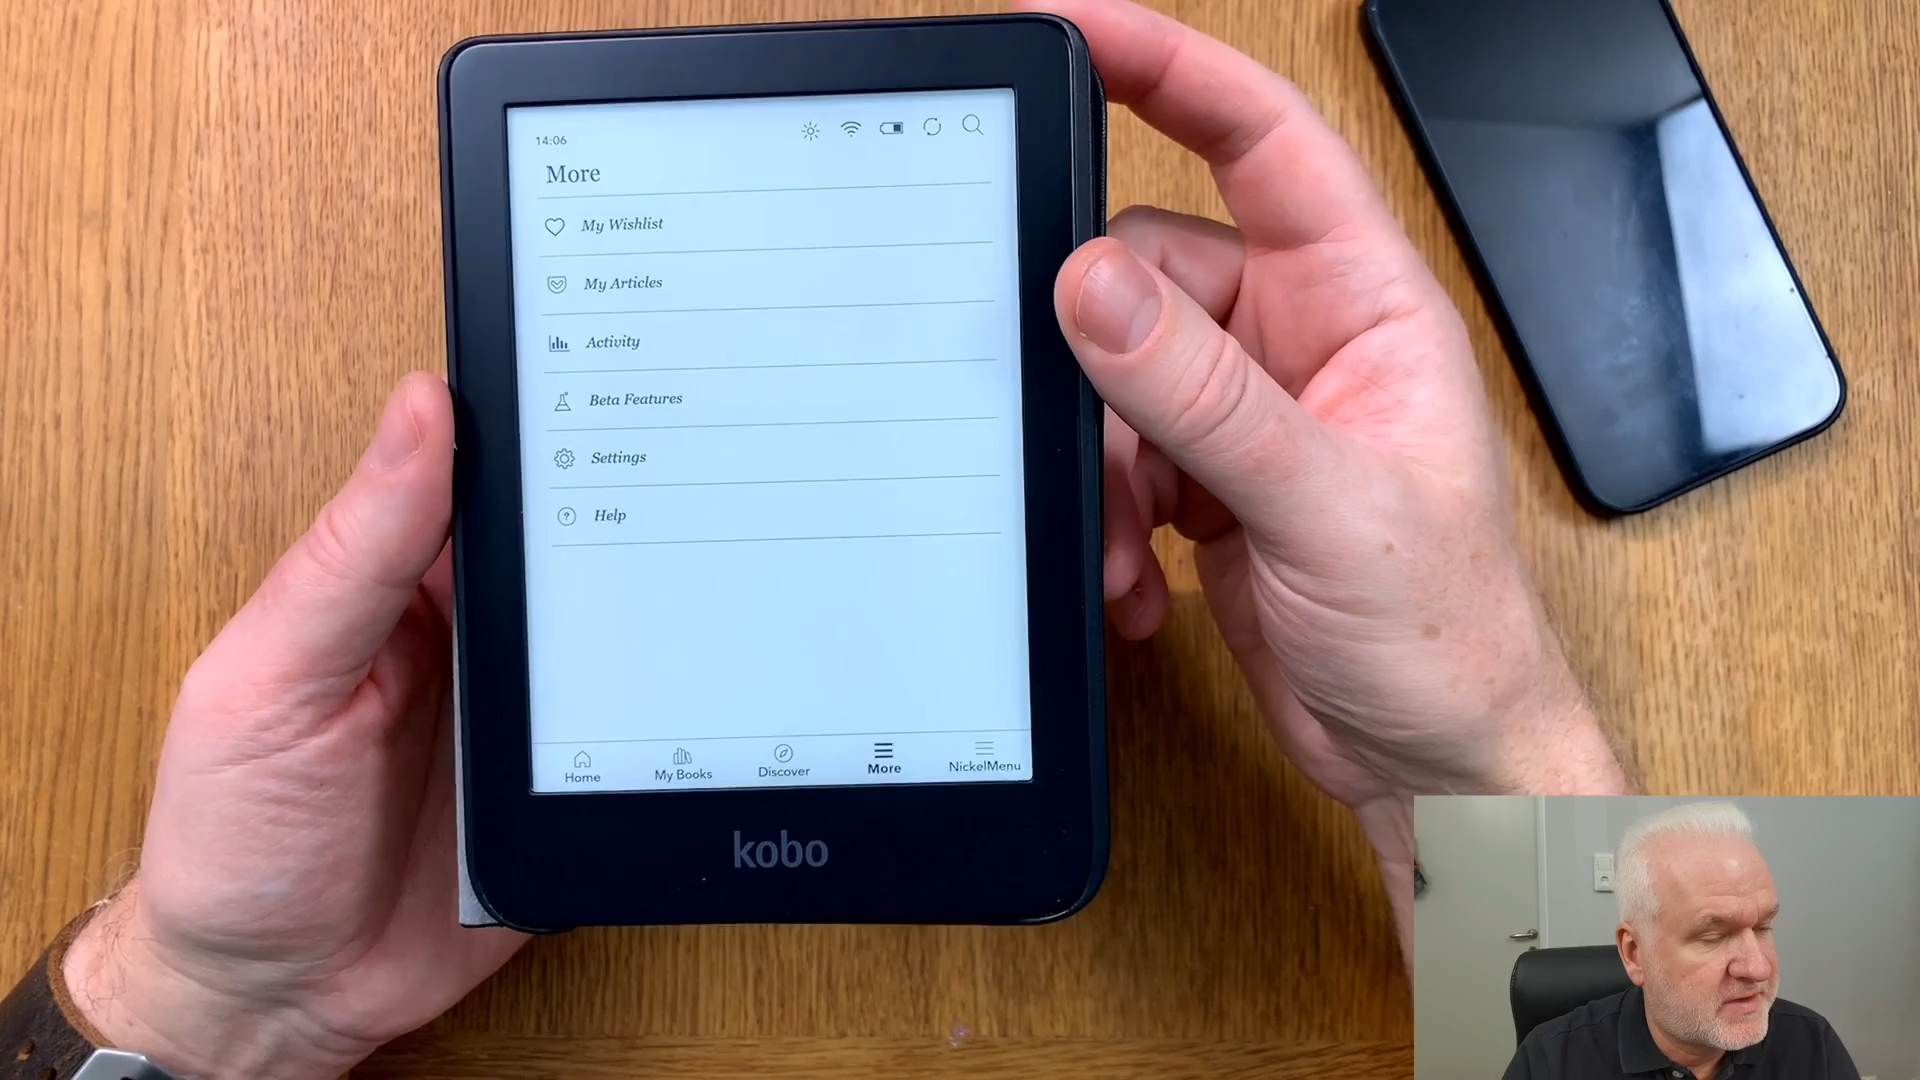 14:06
More
My Wishlist
My Articles
Activity
Beta Features
Settings
Help
Home
My Books
Discover
More
NickelMenu
kobo